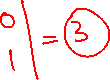 0
1 | = 3